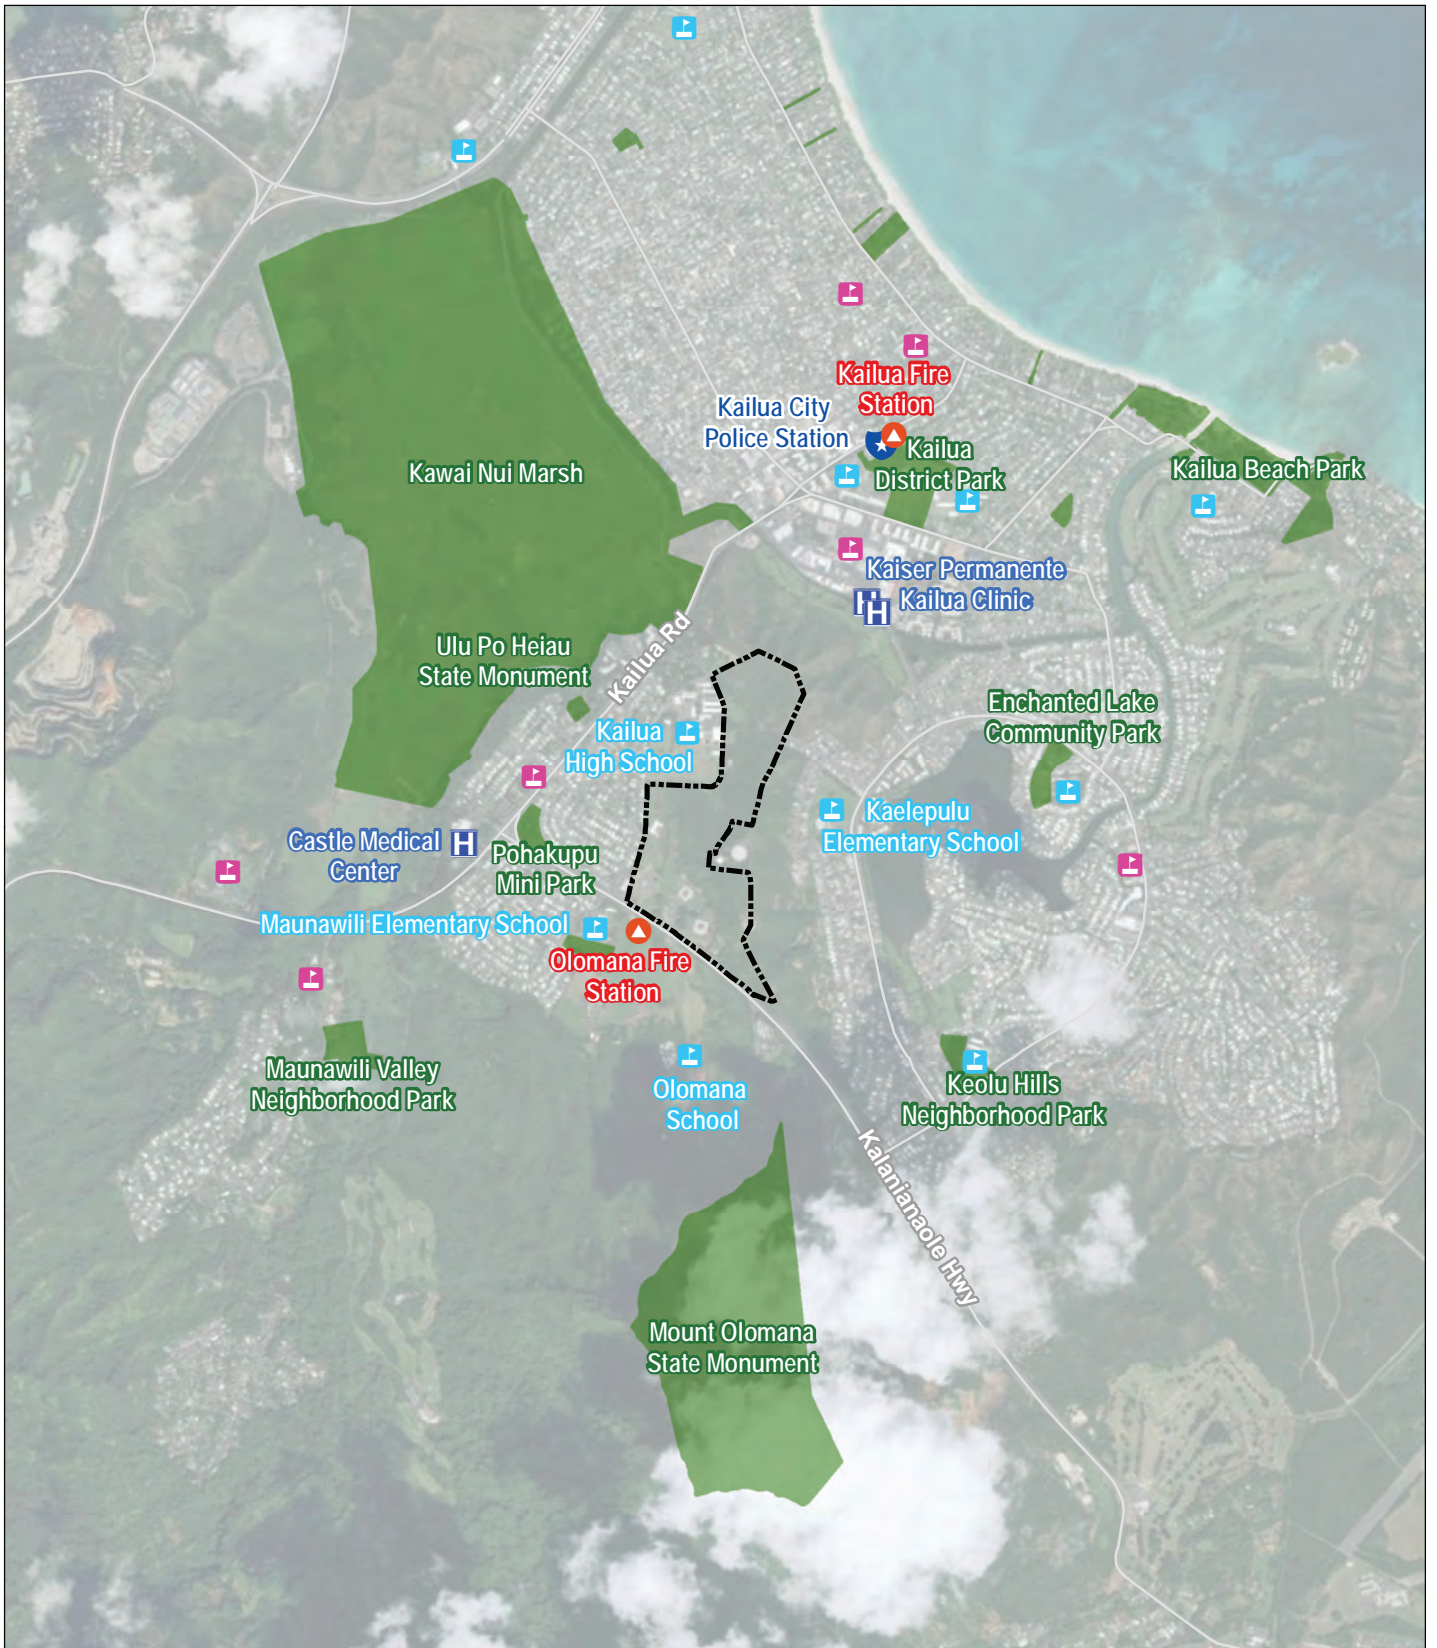 Kailua Fire
Station
Kailua City
Police Station
Kailua
District Park
Kailua Beach Park
Kawai Nui Marsh
Kaiser Permanente
Kailua Clinic
H
H
Ulu Po Heiau
State Monument
Kailua Rd
Enchanted Lake
Community Park
Kailua
High School
Kaelepulu
Elementary School
Castle Medical
Center
H
Pohakupu
Mini Park
Maunawili Elementary School
Olomana Fire
Station
Maunawili Valley
Neighborhood Park
Olomana
School
Keolu Hills
Neighborhood Park
Kalanianaole Hwy
Mount Olomana
State Monument